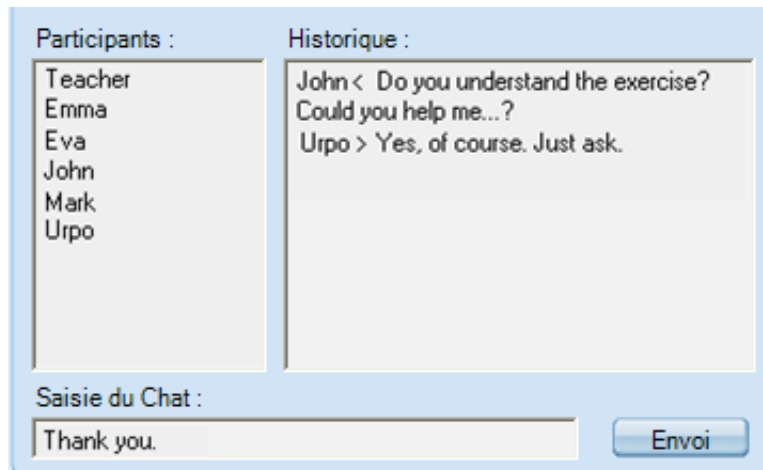 Participants :
Teacher
Emma
Eva
John
Mark
Urpo
Historique :
John < Do you understand the exercise?
Could you help me...?
Urpo > Yes, of course. Just ask.
Saisie du Chat :
Thank you.
Envoi